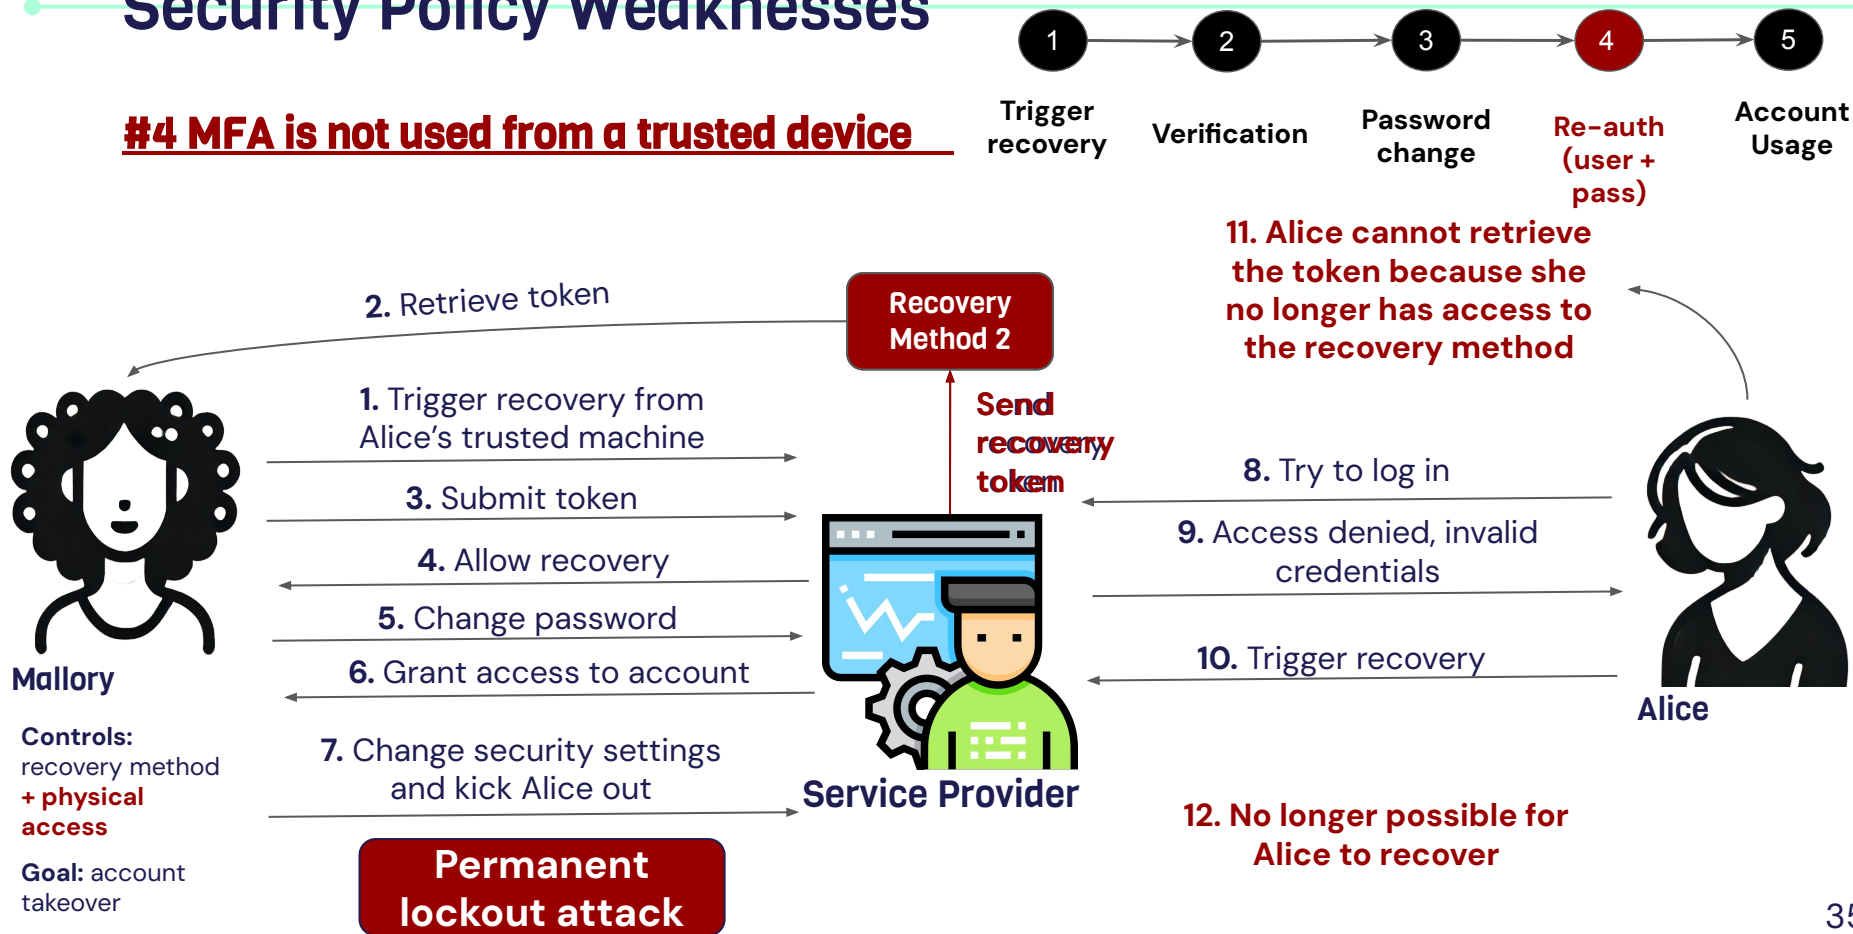 Security Policy Weaknesses
#4 MFA is not used from a trusted device
1
2
3
4
5
Trigger
recovery
Verification
Password
change
Re-auth
(user +
pass)
Account
Usage
11. Alice cannot retrieve
the token because she
no longer has access to
the recovery method
2. Retrieve token
Recovery
Method 2
1. Trigger recovery from
Alice's trusted machine
Send
recovery
token
3. Submit token
4. Allow recovery
5. Change password
6. Grant access to account
7. Change security settings
and kick Alice out
8. Try to log in
9. Access denied, invalid
credentials
10. Trigger recovery
Mallory
Controls:
recovery method
+ physical
access
Goal: account
takeover
Service Provider
Alice
12. No longer possible for
Alice to recover
Permanent
lockout attack
35